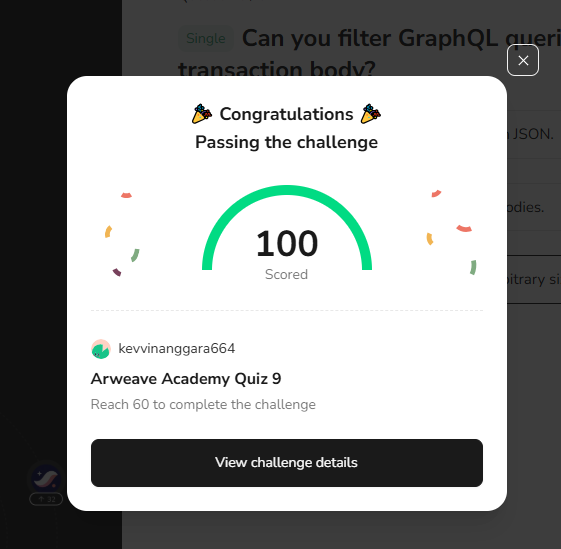 Single Can you filter GraphQL queri
transaction body?
JSON.
odies.
bitrary si
Congratulations
Passing the challenge
100
Scored
kevvinanggara664
Arweave Academy Quiz 9
Reach 60 to complete the challenge
View challenge details
33